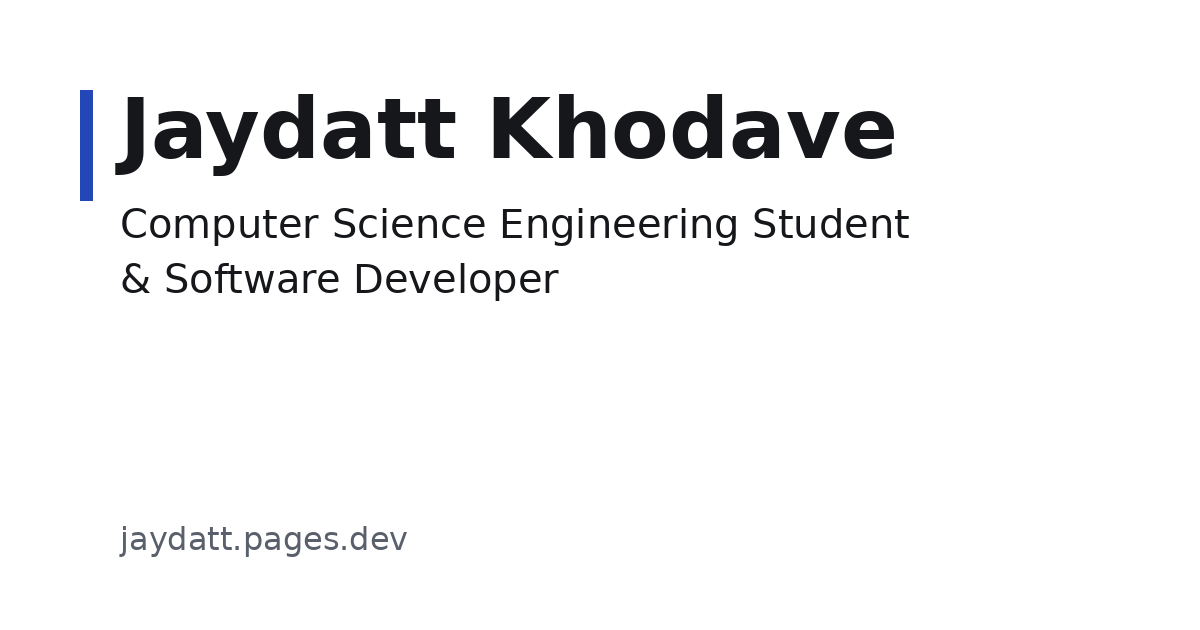 Jaydatt Khodave
Computer Science Engineering Student
& Software Developer
jaydatt.pages.dev